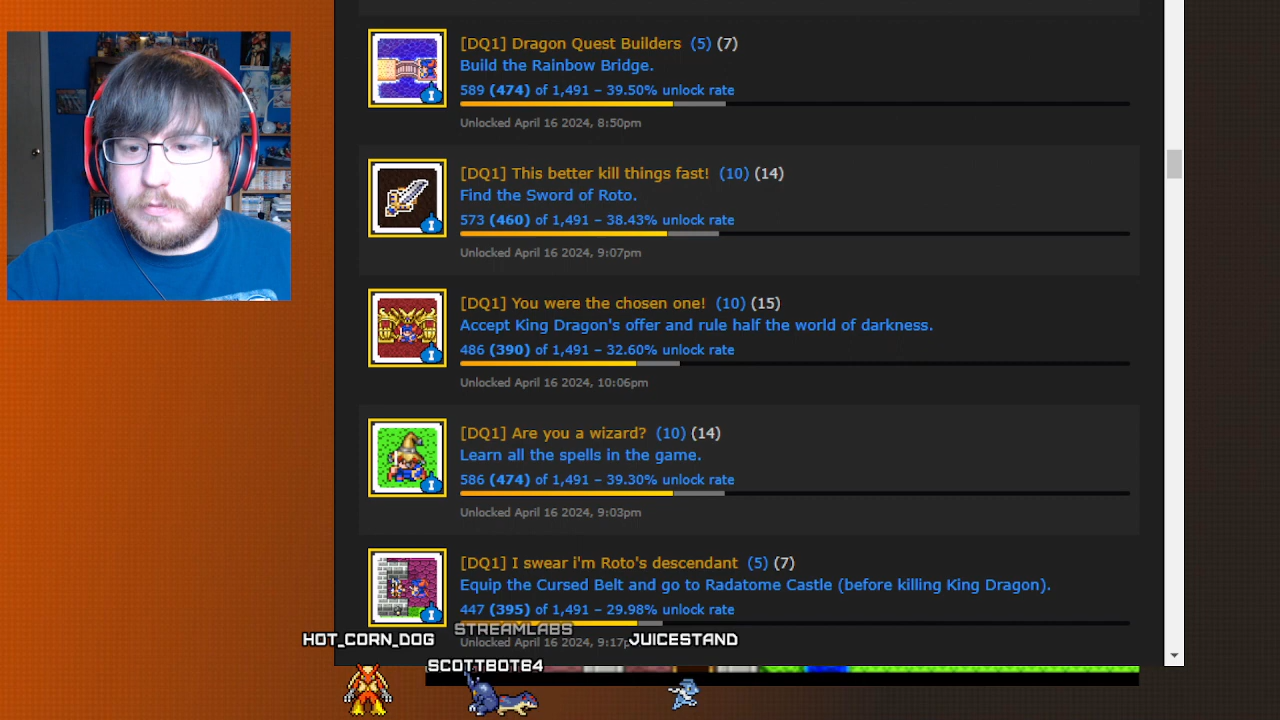 [DQ1] Dragon Quest Builders (5) (7)
Build the Rainbow Bridge.
589 (474) of 1,491 – 39.50% unlock rate
Unlocked April 16 2024, 8:50pm
[DQ1] This better kill things fast! (10) (14)
Find the Sword of Roto.
573 (460) of 1,491 – 38.43% unlock rate
Unlocked April 16 2024, 9:07pm
[DQ1] You were the chosen one! (10) (15)
Accept King Dragon's offer and rule half the world of darkness.
486 (390) of 1,491 – 32.60% unlock rate
Unlocked April 16 2024, 10:06pm
[DQ1] Are you a wizard? (10) (14)
Learn all the spells in the game.
586 (474) of 1,491 – 39.30% unlock rate
Unlocked April 16 2024, 9:03pm
[DQ1] I swear i'm Roto's descendant (5) (7)
Equip the Cursed Belt and go to Radatome Castle (before killing King Dragon).
447 (395) of 1,491 – 29.98% unlock rate
STREAMLABS
HOT_CORN_DOG
Unlocked April 16 2024, 9:17p
JUICESTAND
SCOTTBOT64